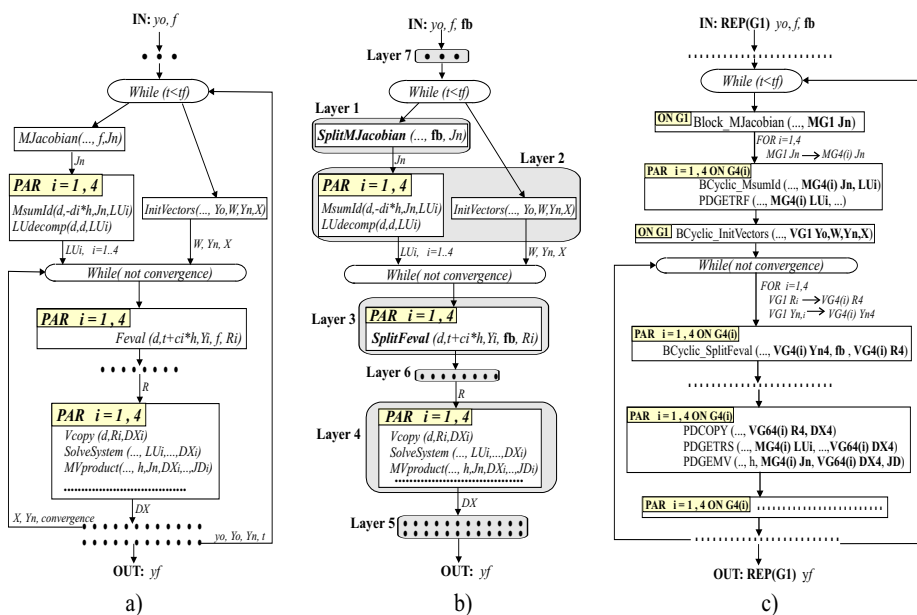 IN: yo, f
While (t<tf)
MJacobian(..., f,Jn)
Jn
PAR i = 1 , 4
MsumId(d,-di*h,Jn,LUi)
LUdecomp(d,d,LUi)
InitVectors(..., Yo,W,Yn,X)
LUi, i=1..4
W, Yn, X
While( not convergence)
PAR i = 1, 4
Feval (d,t+ci*h,Yi, f, Ri)
R
PAR i = 1, 4
Vcopy (d,Ri,DXi)
SolveSystem (..., LUi,...,DXi)
MVproduct(..., h,Jn,DXi,..,JDi)
DX
X, Yn, convergence
yo, Yo, Yn, t
OUT: yf
a)
IN: yo, f, fb
Layer 7
While (t<tf)
Layer 1
SplitMJacobian (..., fb, Jn)
Jn
Layer 2
PAR i = 1 , 4
MsumId(d,-di*h,Jn,LUi)
LUdecomp(d,d,LUi)
InitVectors(..., Yo,W,Yn,X)
LUi, i=1..4
W, Yn, X
While( not convergence)
Layer 3
PAR i = 1, 4
SplitFeval (d,t+ci*h,Yi, fb, Ri)
Layer 6
R
Layer 4
PAR i = 1, 4
Vcopy (d,Ri,DXi)
SolveSystem (..., LUi,...,DXi)
MVproduct(..., h,Jn,DXi,..,JDi)
DX
Layer 5
OUT: yf
b)
IN: REP(G1) yo, f, fb
While (t<tf)
ON G1 Block_MJacobian (..., MG1 Jn)
FOR i=1,4
MG1 Jn → MG4(i) Jn
PAR i = 1 , 4 ON G4(i)
BCyclic_MsumId (..., MG4(i) Jn, LUi)
PDGETRF (..., MG4(i) LUi, ...)
ON G1 BCyclic_InitVectors (..., VG1 Yo,W,Yn,X)
While( not convergence)
FOR i=1,4
VG1 Ri → VG4(i) R4
VG1 Yn,i → VG4(i) Yn4
PAR i = 1 , 4 ON G4(i)
BCyclic_SplitFeval (..., VG4(i) Yn4, fb , VG4(i) R4)
PAR i = 1 , 4 ON G4(i)
PDCOPY (..., VG64(i) R4, DX4)
PDGETRS (..., MG4(i) LUi, ...,VG64(i) DX4)
PDGEMV (.., h, MG4(i) Jn, VG64(i) DX4, JD)
PAR i = 1 , 4 ON G4(i)
OUT: REP(G1) yf
c)